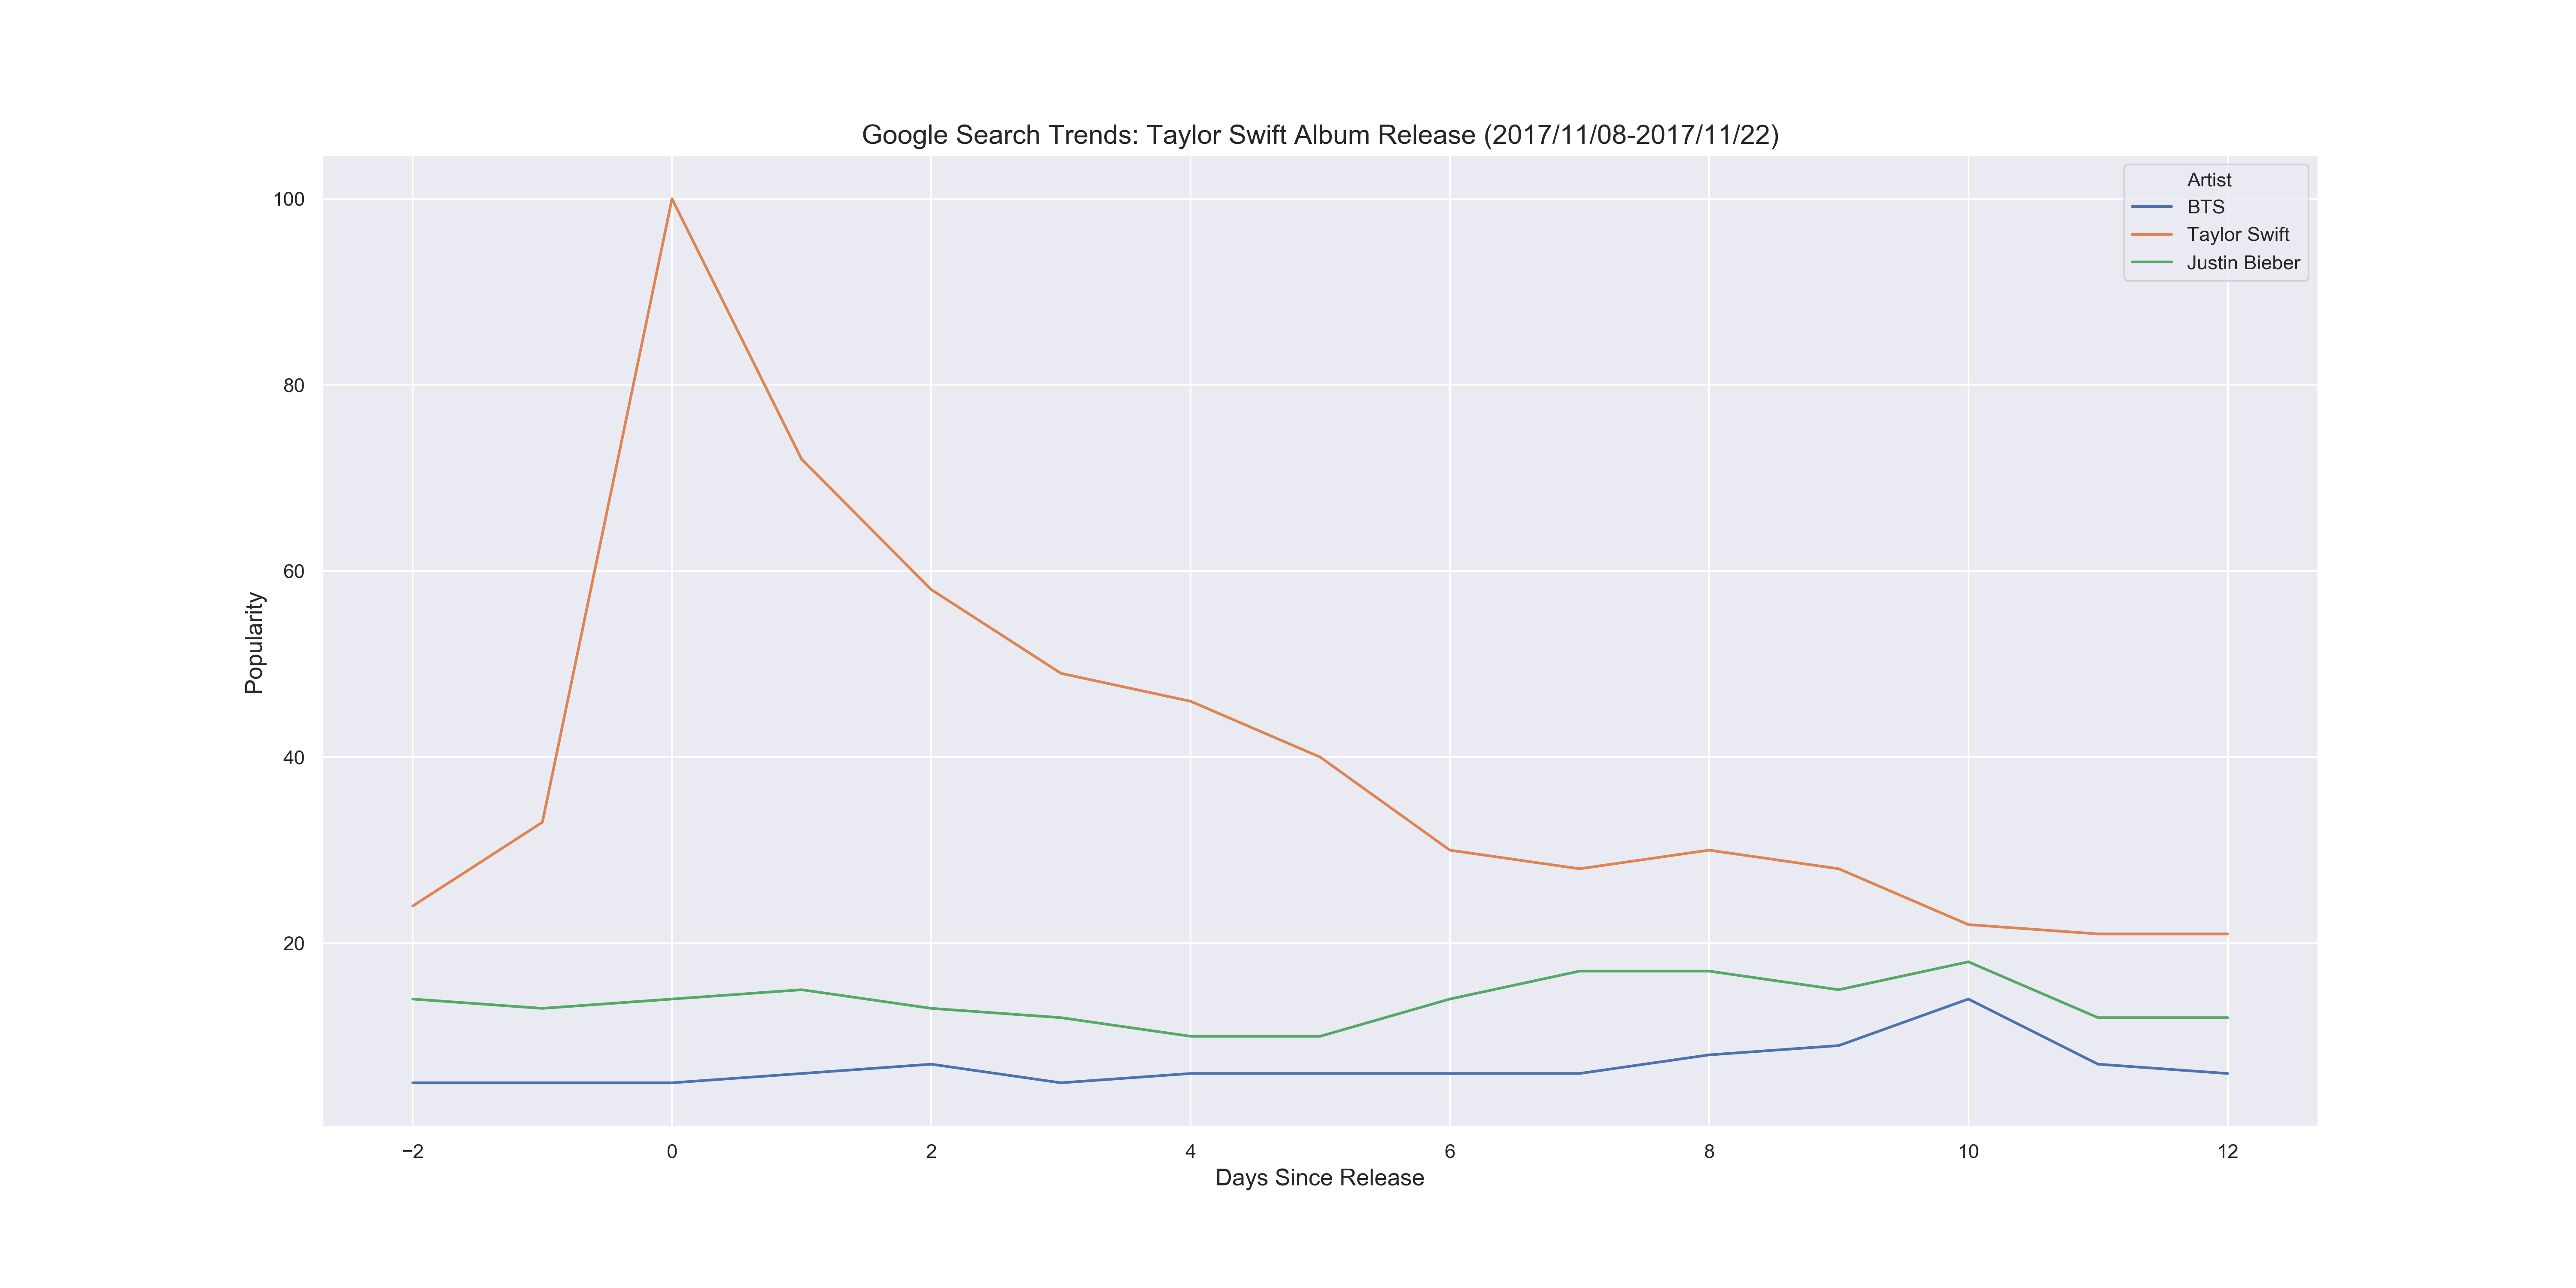 Google Search Trends: Taylor Swift Album Release (2017/11/08-2017/11/22)
Artist
BTS
Taylor Swift
Justin Bieber
100
80
60
40
20
Popularity
−2 0 2 4 6 8 10 12
Days Since Release